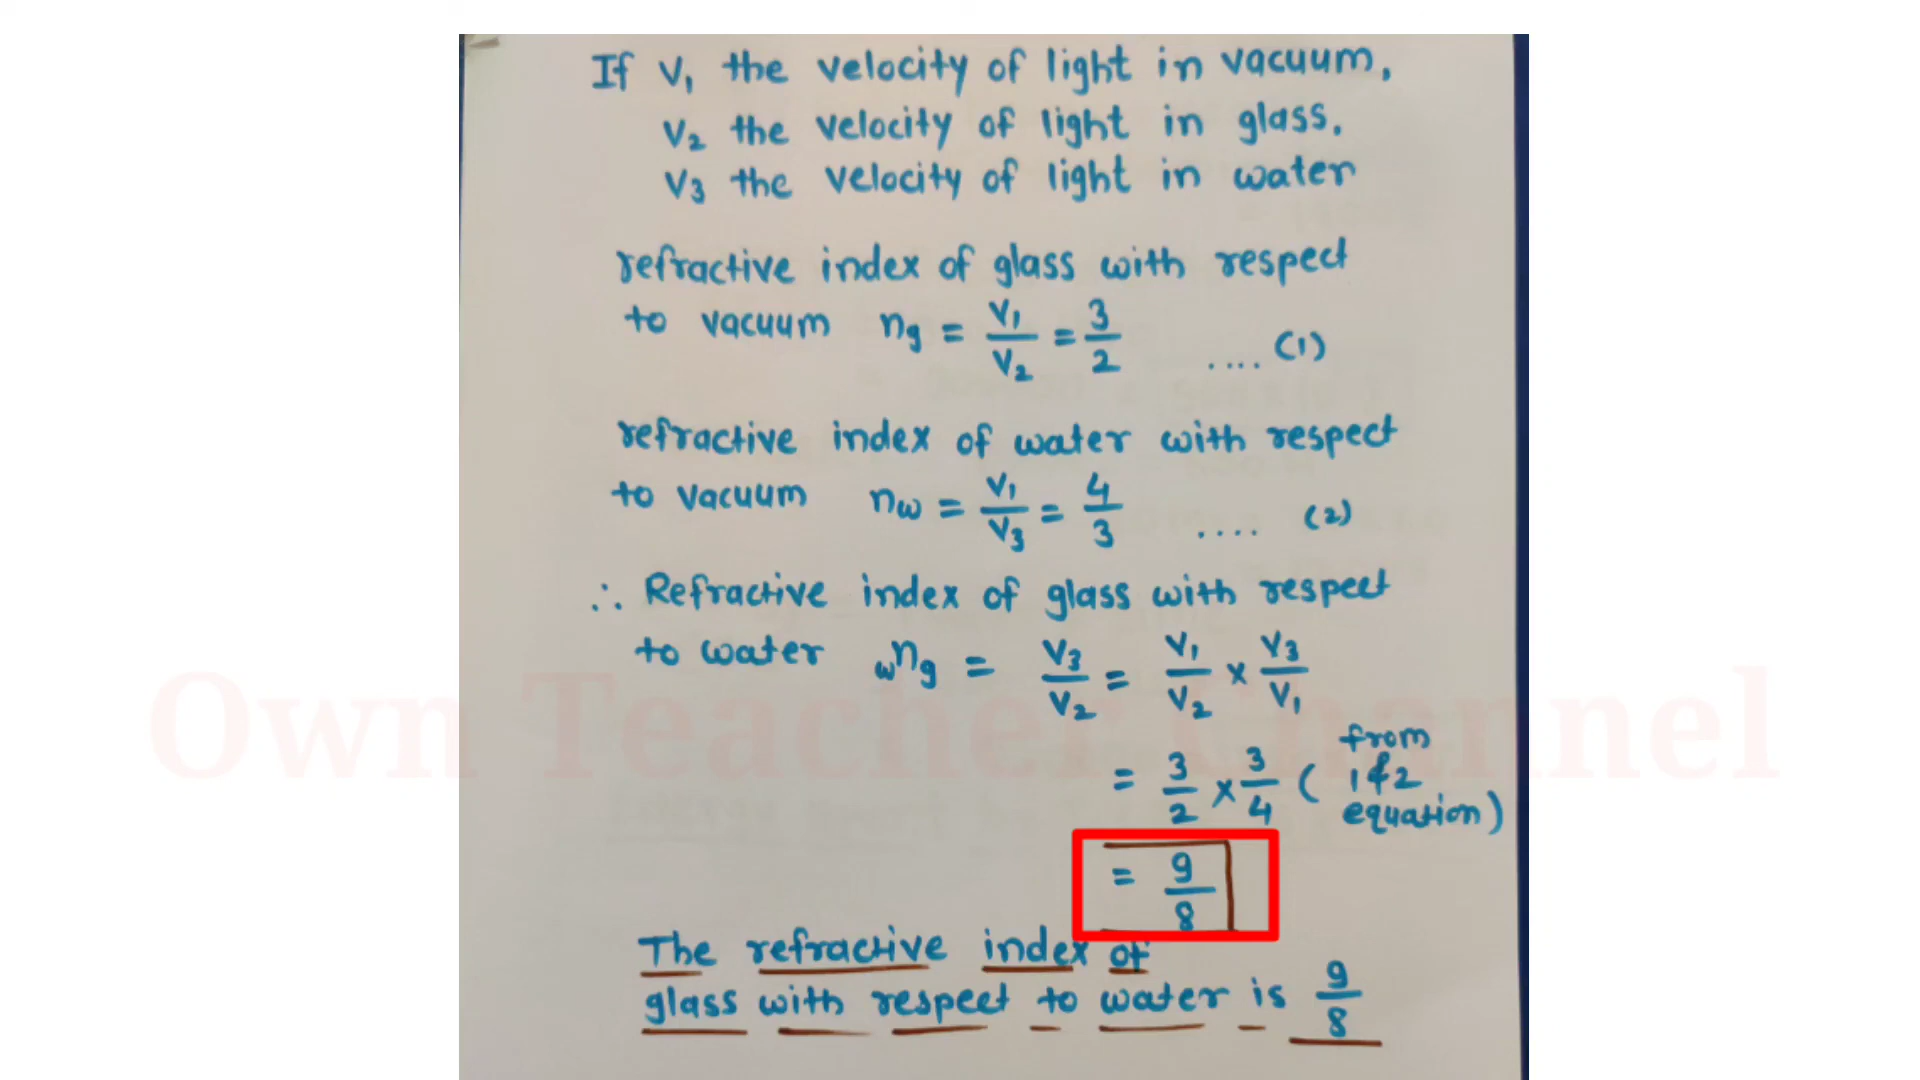 If V₁ the velocity of light in vacuum,
V₂ the velocity of light in glass,
V₃ the velocity of light in water
refractive index of glass with respect
to vacuum n_g = V₁/V₂ = 3/2 .... (1)
refractive index of water with respect
to vacuum n_w = V₁/V₃ = 4/3 .... (2)
∴ Refractive index of glass with respect
to water _wn_g = V₃/V₂ = V₁/V₂ × V₃/V₁
= 3/2 × 3/4 ( from 1 & 2 equation)
= 9/8
The refractive index of
glass with respect to water is 9/8
Own Teacher Channel